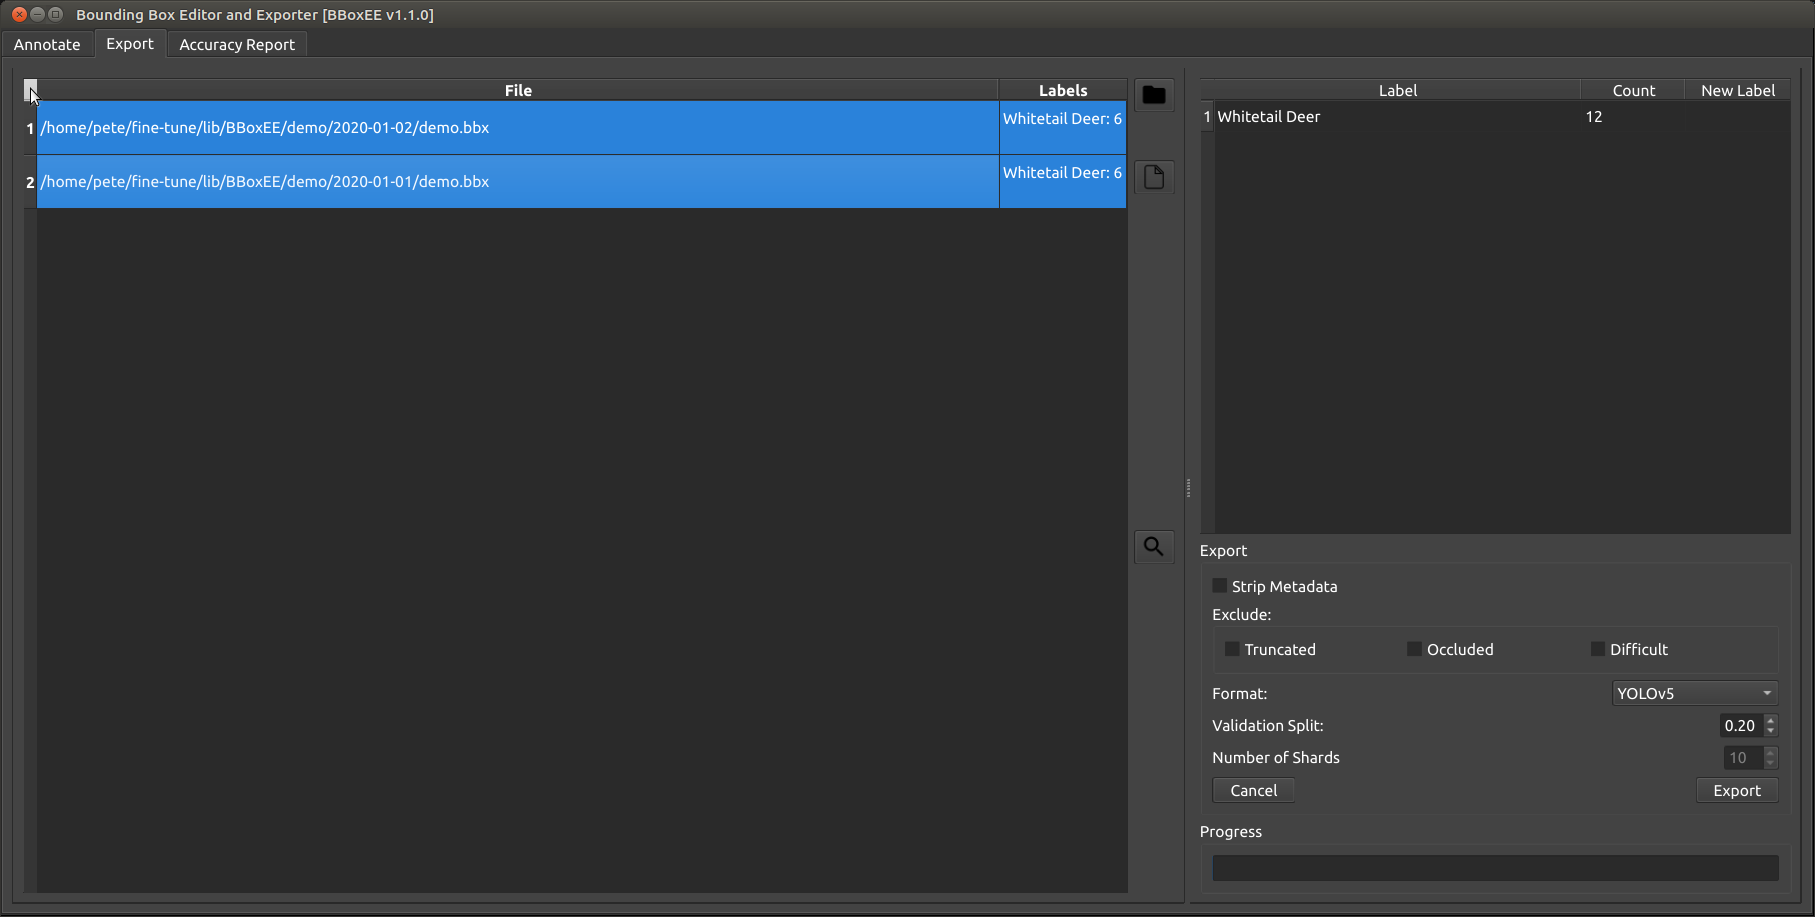 Bounding Box Editor and Exporter [BBoxEE v1.1.0]
Annotate Export Accuracy Report
File Labels
1 /home/pete/fine-tune/lib/BBoxEE/demo/2020-01-02/demo.bbx Whitetail Deer: 6
2 /home/pete/fine-tune/lib/BBoxEE/demo/2020-01-01/demo.bbx Whitetail Deer: 6
Label Count New Label
1 Whitetail Deer 12
Export
Strip Metadata
Exclude:
Truncated Occluded Difficult
Format: YOLOv5
Validation Split: 0.20
Number of Shards 10
Cancel Export
Progress